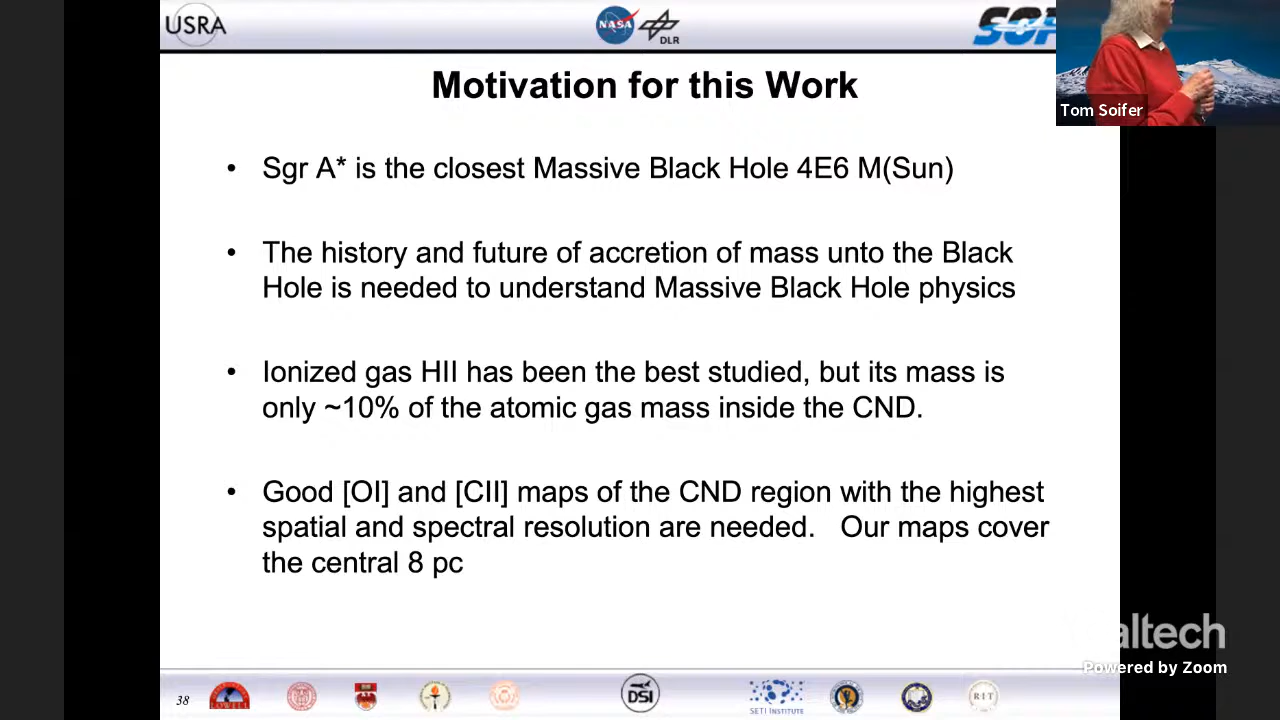 USRA
NASA
DLR
Tom Soifer
Motivation for this Work
• Sgr A* is the closest Massive Black Hole 4E6 M(Sun)
• The history and future of accretion of mass unto the Black
Hole is needed to understand Massive Black Hole physics
• Ionized gas HII has been the best studied, but its mass is
only ~10% of the atomic gas mass inside the CND.
• Good [OI] and [CII] maps of the CND region with the highest
spatial and spectral resolution are needed. Our maps cover
the central 8 pc
altech
Powered by Zoom
38
LOWELL
DSI
SETI INSTITUTE
R·I·T